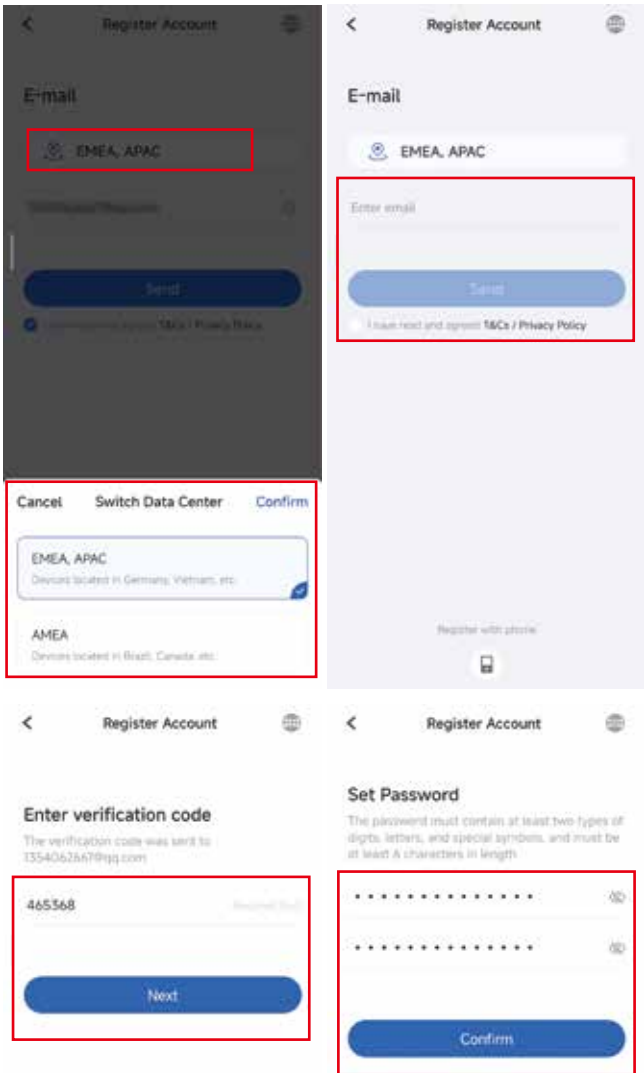 Register Account
E-mail
EMEA, APAC
Send
T&Cs / Privacy Policy
Cancel Switch Data Center Confirm
EMEA, APAC
Devices located in Germany, Vietnam, etc.
AMEA
Devices located in Brazil, Canada, etc.
Register Account
E-mail
EMEA, APAC
Enter email
Send
I have read and agreed T&Cs / Privacy Policy
Register with phone
Register Account
Enter verification code
The verification code was sent to
1354062667@qq.com
465368
Next
Register Account
Set Password
The password must contain at least two types of
digits, letters, and special symbols, and must be
at least 6 characters in length
Confirm